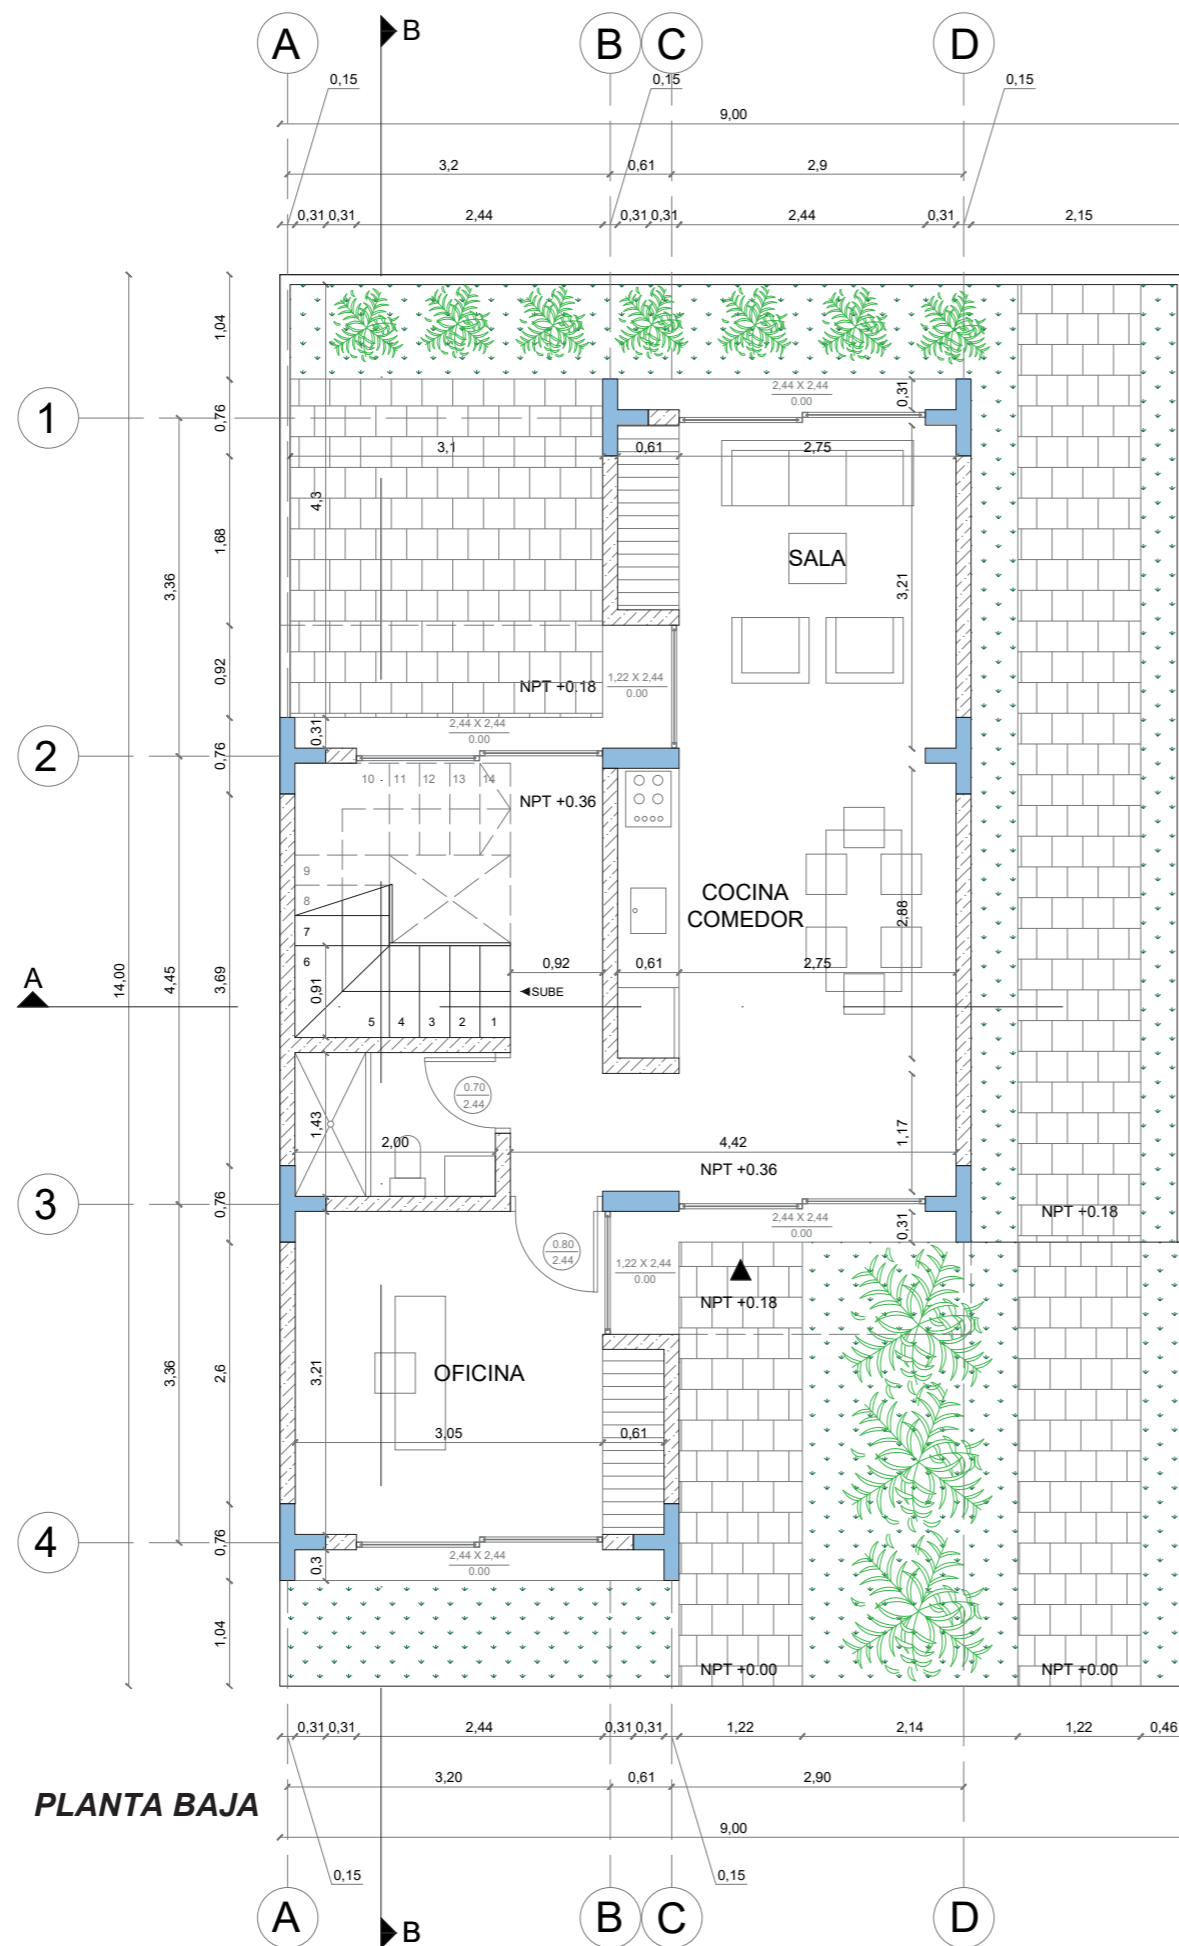 A B B C D
0,15 0,15 0,15
9,00
3,2 0,61 2,9
0,31 0,31 2,44 0,31 0,31 2,44 0,31 2,15
1,04
1
0,76
2,44 X 2,44
0.00
0,31
3,1 0,61 2,75
4,3
1,68
3,36
SALA
3,21
0,92
NPT +0.18
1,22 X 2,44
0.00
2
0,76
0,31
2,44 X 2,44
0.00
10 11 12 13 14
NPT +0.36
9
8
7
6
COCINA
COMEDOR
2,88
A
14,00
4,45
3,69
0,91
0,92 0,61 2,75
SUBE
5 4 3 2 1
0.70
2.44
1,43
2,00
4,42
1,17
NPT +0.36
3
0,76
2,44 X 2,44
0.00
0,31
NPT +0.18
0.80
2.44
1,22 X 2,44
0.00
NPT +0.18
3,36
2,6
3,21
OFICINA
3,05 0,61
4
0,76
0,3
2,44 X 2,44
0.00
1,04
NPT +0.00 NPT +0.00
0,31 0,31 2,44 0,31 0,31 1,22 2,14 1,22 0,46
3,20 0,61 2,90
PLANTA BAJA
9,00
0,15 0,15
A B B C D